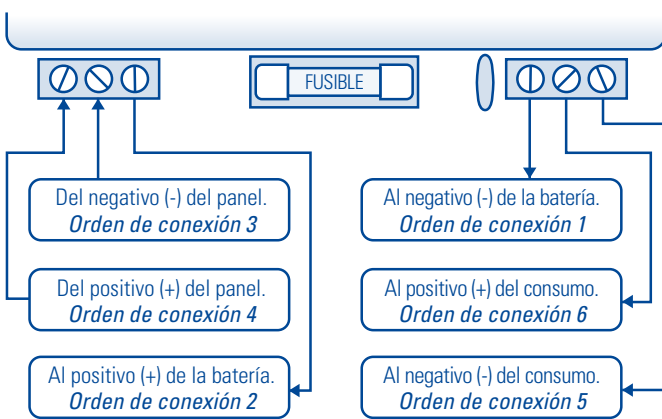 FUSIBLE
Del negativo (-) del panel.
Orden de conexión 3
Al negativo (-) de la batería.
Orden de conexión 1
Del positivo (+) del panel.
Orden de conexión 4
Al positivo (+) del consumo.
Orden de conexión 6
Al positivo (+) de la batería.
Orden de conexión 2
Al negativo (-) del consumo.
Orden de conexión 5